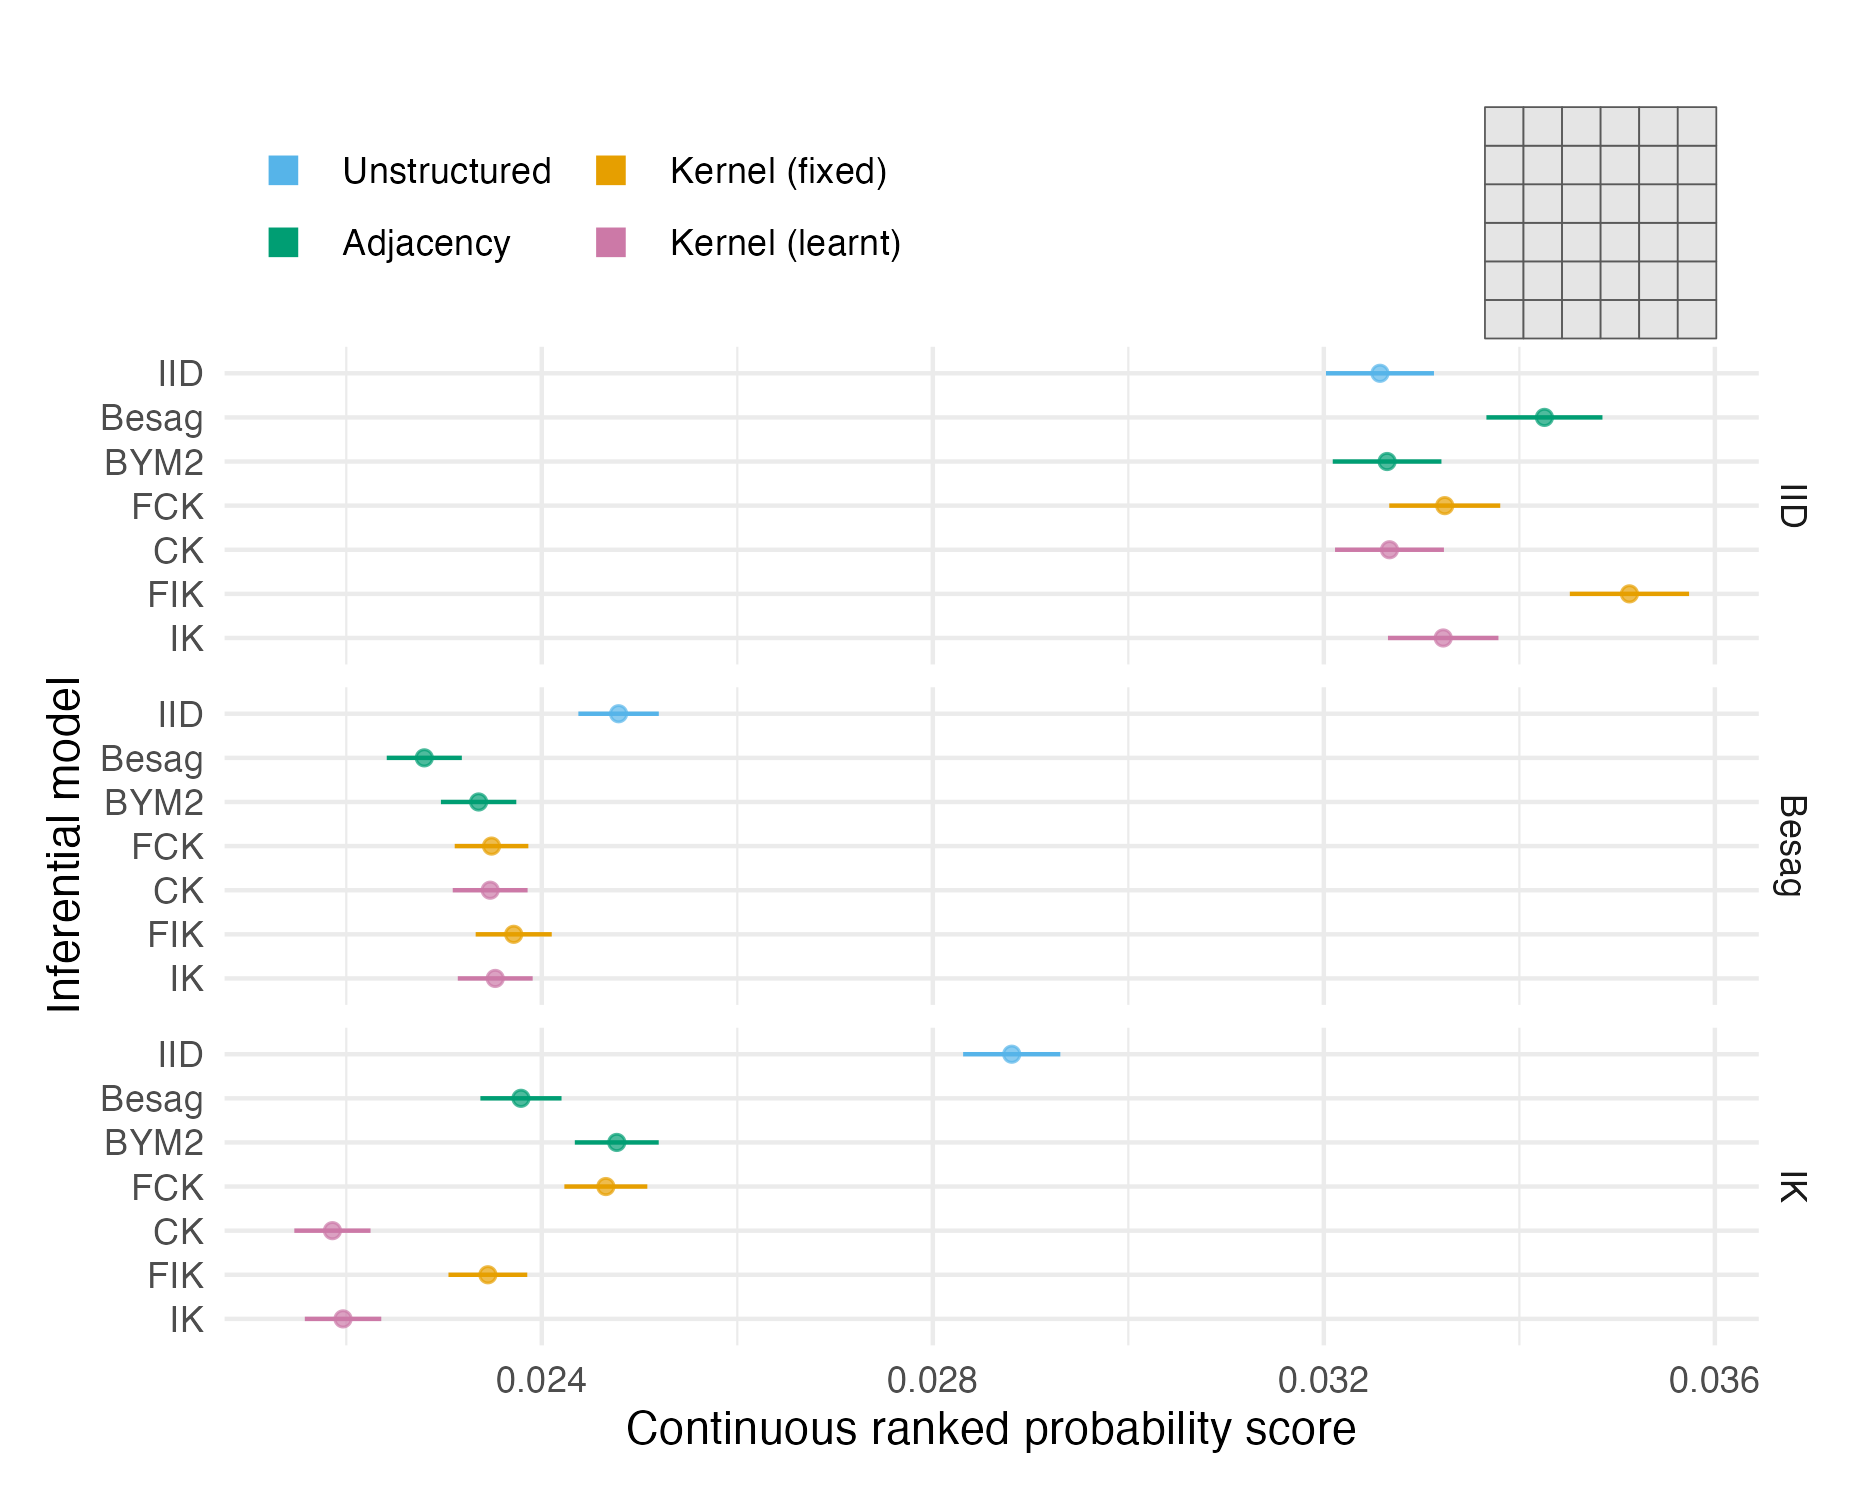 Unstructured
Kernel (fixed)
Adjacency
Kernel (learnt)
IID
Besag
BYM2
FCK
CK
FIK
IK
IID
Inferential model
IID
Besag
BYM2
FCK
CK
FIK
IK
Besag
IID
Besag
BYM2
FCK
CK
FIK
IK
IK
0.024
0.028
0.032
0.036
Continuous ranked probability score